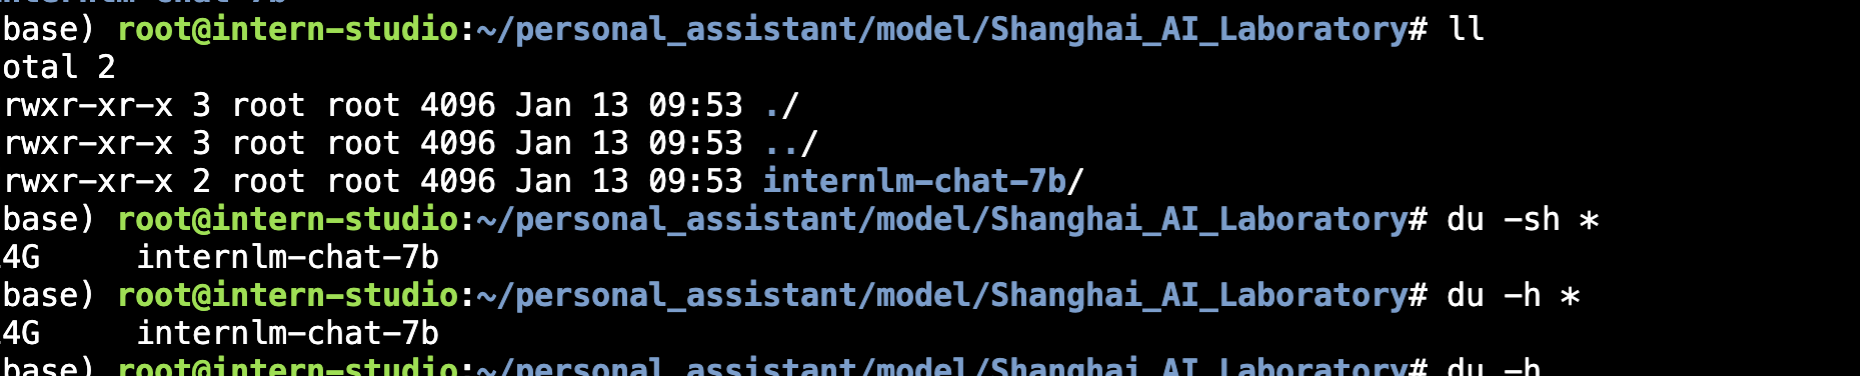 internlm-chat-7b
base) root@intern-studio:~/personal_assistant/model/Shanghai_AI_Laboratory# ll
otal 2
rwxr-xr-x 3 root root 4096 Jan 13 09:53 ./
rwxr-xr-x 3 root root 4096 Jan 13 09:53 ../
rwxr-xr-x 2 root root 4096 Jan 13 09:53 internlm-chat-7b/
base) root@intern-studio:~/personal_assistant/model/Shanghai_AI_Laboratory# du -sh *
4G internlm-chat-7b
base) root@intern-studio:~/personal_assistant/model/Shanghai_AI_Laboratory# du -h *
4G internlm-chat-7b
base) root@intern-studio:~/personal_assistant/model/Shanghai_AI_Laboratory# du -h